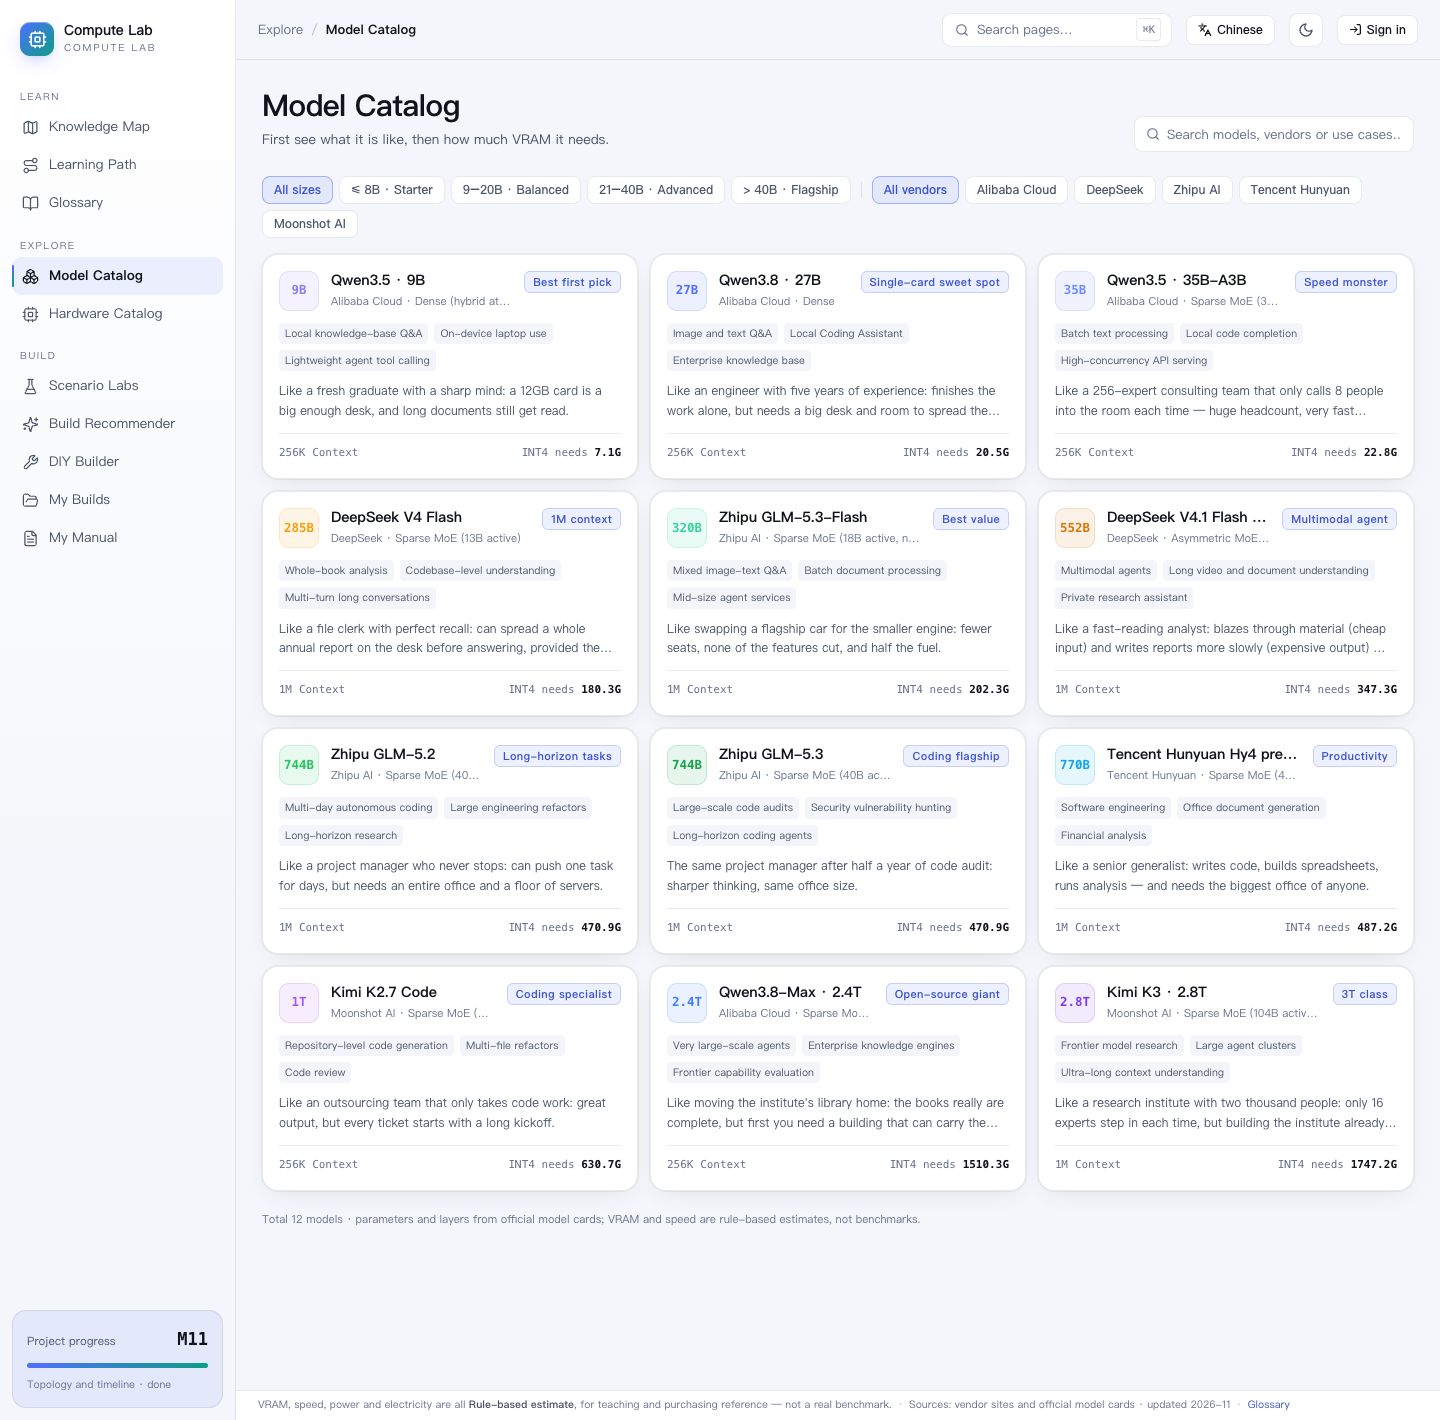 Compute Lab
COMPUTE LAB
LEARN
Knowledge Map
Learning Path
Glossary
EXPLORE
Model Catalog
Hardware Catalog
BUILD
Scenario Labs
Build Recommender
DIY Builder
My Builds
My Manual
Project progress M11
Topology and timeline · done
Explore / Model Catalog
Search pages... ⌘K
Chinese
Sign in
Model Catalog
First see what it is like, then how much VRAM it needs.
Search models, vendors or use cases..
All sizes ≤ 8B · Starter 9–20B · Balanced 21–40B · Advanced > 40B · Flagship All vendors Alibaba Cloud DeepSeek Zhipu AI Tencent Hunyuan
Moonshot AI
9B
Qwen3.5 · 9B
Best first pick
Alibaba Cloud · Dense (hybrid at...
Local knowledge-base Q&A On-device laptop use
Lightweight agent tool calling
Like a fresh graduate with a sharp mind: a 12GB card is a
big enough desk, and long documents still get read.
256K Context INT4 needs 7.1G
27B
Qwen3.8 · 27B
Single-card sweet spot
Alibaba Cloud · Dense
Image and text Q&A Local Coding Assistant
Enterprise knowledge base
Like an engineer with five years of experience: finishes the
work alone, but needs a big desk and room to spread the...
256K Context INT4 needs 20.5G
35B
Qwen3.5 · 35B-A3B
Speed monster
Alibaba Cloud · Sparse MoE (3...
Batch text processing Local code completion
High-concurrency API serving
Like a 256-expert consulting team that only calls 8 people
into the room each time — huge headcount, very fast...
256K Context INT4 needs 22.8G
285B
DeepSeek V4 Flash
1M context
DeepSeek · Sparse MoE (13B active)
Whole-book analysis Codebase-level understanding
Multi-turn long conversations
Like a file clerk with perfect recall: can spread a whole
annual report on the desk before answering, provided the...
1M Context INT4 needs 180.3G
320B
Zhipu GLM-5.3-Flash
Best value
Zhipu AI · Sparse MoE (18B active, n...
Mixed image-text Q&A Batch document processing
Mid-size agent services
Like swapping a flagship car for the smaller engine: fewer
seats, none of the features cut, and half the fuel.
1M Context INT4 needs 202.3G
552B
DeepSeek V4.1 Flash ...
Multimodal agent
DeepSeek · Asymmetric MoE...
Multimodal agents Long video and document understanding
Private research assistant
Like a fast-reading analyst: blazes through material (cheap
input) and writes reports more slowly (expensive output) ...
1M Context INT4 needs 347.3G
744B
Zhipu GLM-5.2
Long-horizon tasks
Zhipu AI · Sparse MoE (40...
Multi-day autonomous coding Large engineering refactors
Long-horizon research
Like a project manager who never stops: can push one task
for days, but needs an entire office and a floor of servers.
1M Context INT4 needs 470.9G
744B
Zhipu GLM-5.3
Coding flagship
Zhipu AI · Sparse MoE (40B ac...
Large-scale code audits Security vulnerability hunting
Long-horizon coding agents
The same project manager after half a year of code audit:
sharper thinking, same office size.
1M Context INT4 needs 470.9G
770B
Tencent Hunyuan Hy4 pre...
Productivity
Tencent Hunyuan · Sparse MoE (4...
Software engineering Office document generation
Financial analysis
Like a senior generalist: writes code, builds spreadsheets,
runs analysis — and needs the biggest office of anyone.
1M Context INT4 needs 487.2G
1T
Kimi K2.7 Code
Coding specialist
Moonshot AI · Sparse MoE (...
Repository-level code generation Multi-file refactors
Code review
Like an outsourcing team that only takes code work: great
output, but every ticket starts with a long kickoff.
256K Context INT4 needs 630.7G
2.4T
Qwen3.8-Max · 2.4T
Open-source giant
Alibaba Cloud · Sparse Mo...
Very large-scale agents Enterprise knowledge engines
Frontier capability evaluation
Like moving the institute's library home: the books really are
complete, but first you need a building that can carry the...
256K Context INT4 needs 1510.3G
2.8T
Kimi K3 · 2.8T
3T class
Moonshot AI · Sparse MoE (104B activ...
Frontier model research Large agent clusters
Ultra-long context understanding
Like a research institute with two thousand people: only 16
experts step in each time, but building the institute already...
1M Context INT4 needs 1747.2G
Total 12 models · parameters and layers from official model cards; VRAM and speed are rule-based estimates, not benchmarks.
VRAM, speed, power and electricity are all Rule-based estimate, for teaching and purchasing reference — not a real benchmark. · Sources: vendor sites and official model cards · updated 2026-11 · Glossary